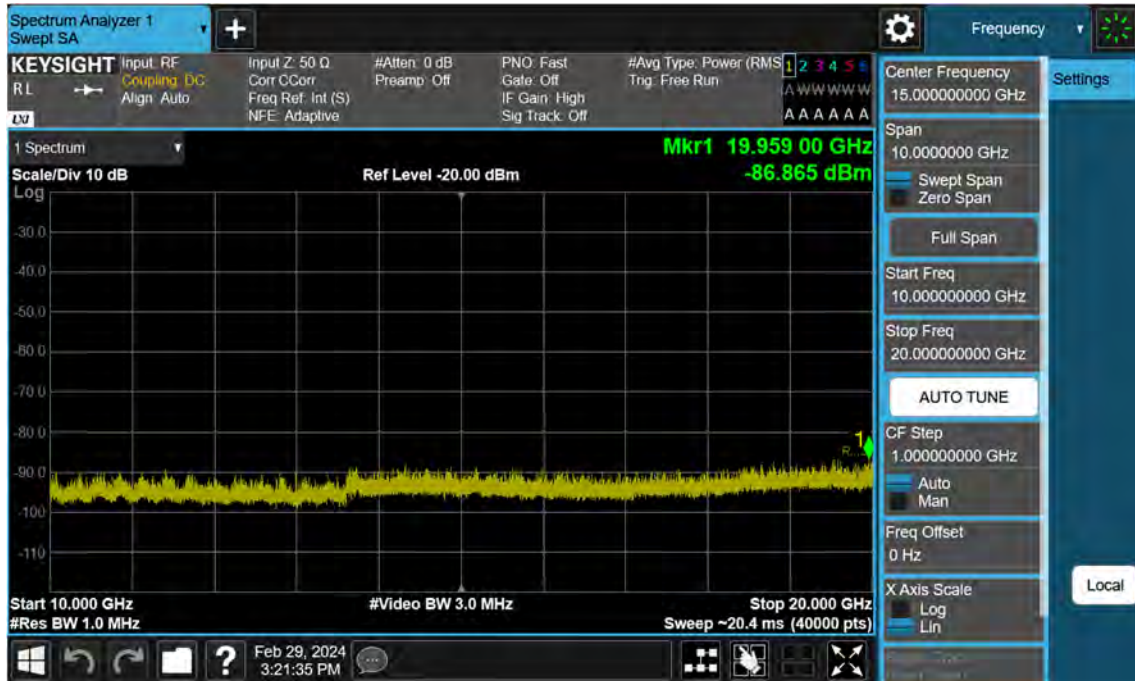 Spectrum Analyzer 1
Swept SA
+
Frequency
KEYSIGHT
RL
LXI
Input: RF
Coupling: DC
Align: Auto
Input Z: 50 Ω
Corr CCorr
Freq Ref: Int (S)
NFE: Adaptive
#Atten: 0 dB
Preamp: Off
PNO: Fast
Gate: Off
IF Gain: High
Sig Track: Off
#Avg Type: Power (RMS
Trig: Free Run
1 2 3 4 5 6
A W W W W W
A A A A A A
1 Spectrum
Scale/Div 10 dB
Ref Level -20.00 dBm
Mkr1 19.959 00 GHz
-86.865 dBm
Log
-30.0
-40.0
-50.0
-60.0
-70.0
-80.0
-90.0
-100
-110
1
Start 10.000 GHz
#Video BW 3.0 MHz
Stop 20.000 GHz
#Res BW 1.0 MHz
Sweep ~20.4 ms (40000 pts)
Center Frequency
15.000000000 GHz
Span
10.0000000 GHz
Swept Span
Zero Span
Full Span
Start Freq
10.000000000 GHz
Stop Freq
20.000000000 GHz
AUTO TUNE
CF Step
1.000000000 GHz
Auto
Man
Freq Offset
0 Hz
X Axis Scale
Log
Lin
Settings
Local
?
Feb 29, 2024
3:21:35 PM